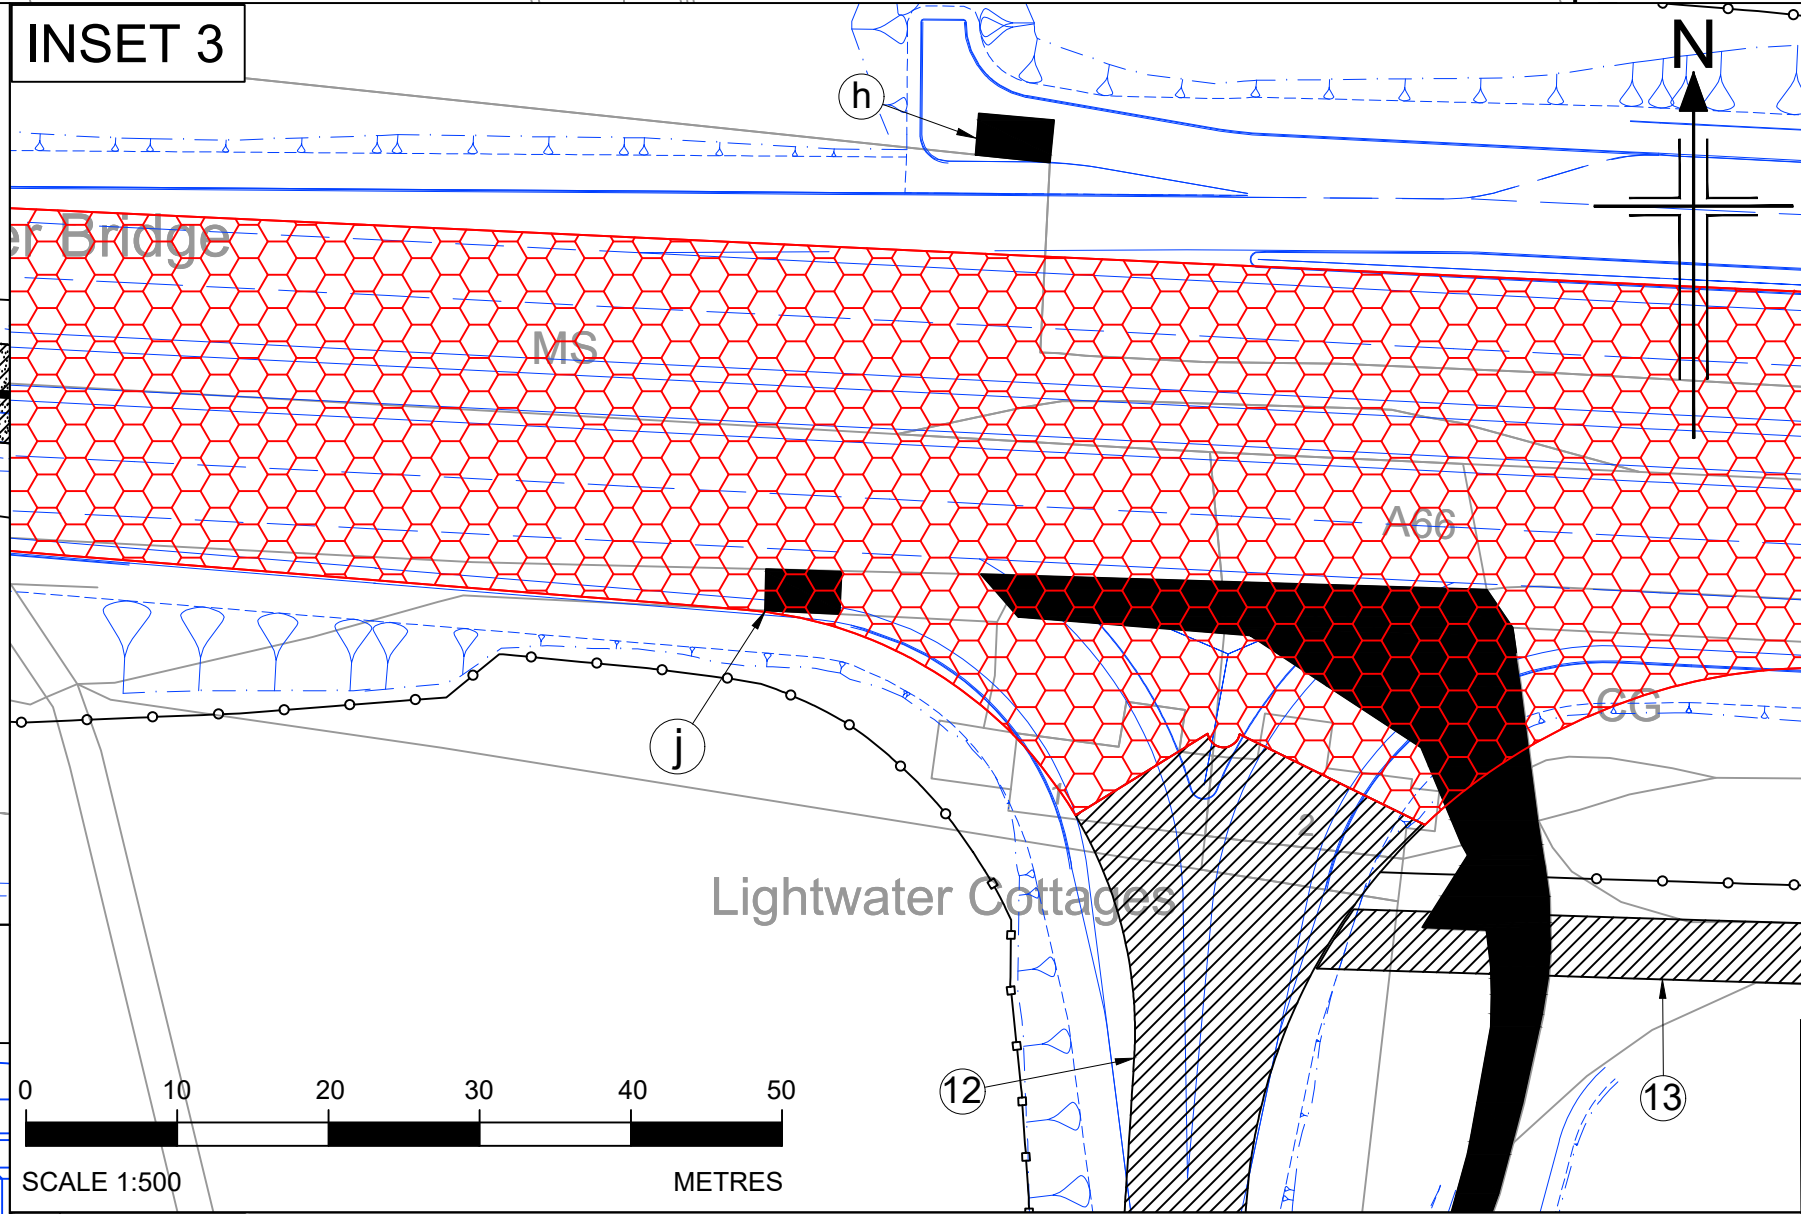 INSET 3
N
h
er Bridge
MS
A66
j
CG
1
2
Lightwater Cottages
12
13
0 10 20 30 40 50
SCALE 1:500 METRES